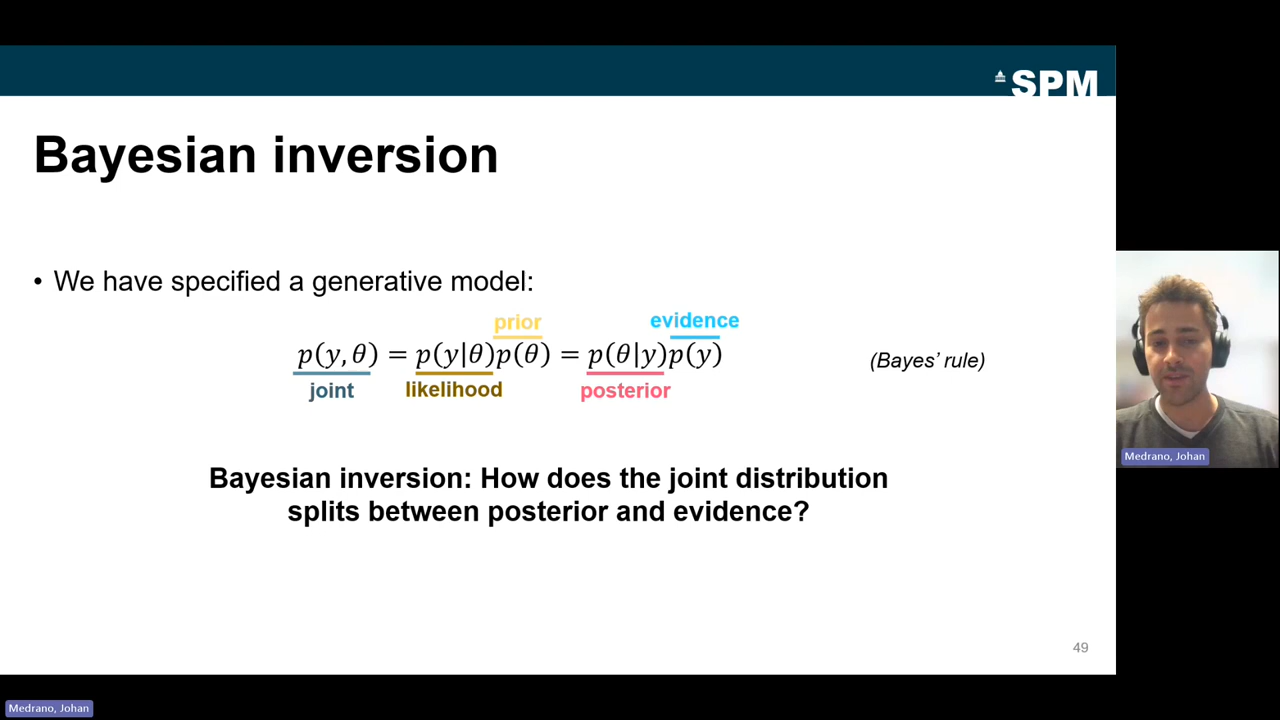 SPM
Bayesian inversion
• We have specified a generative model:
prior
evidence
p(y, θ) = p(y|θ)p(θ) = p(θ|y)p(y)
(Bayes' rule)
joint
likelihood
posterior
Bayesian inversion: How does the joint distribution
splits between posterior and evidence?
Medrano, Johan
49
Medrano, Johan